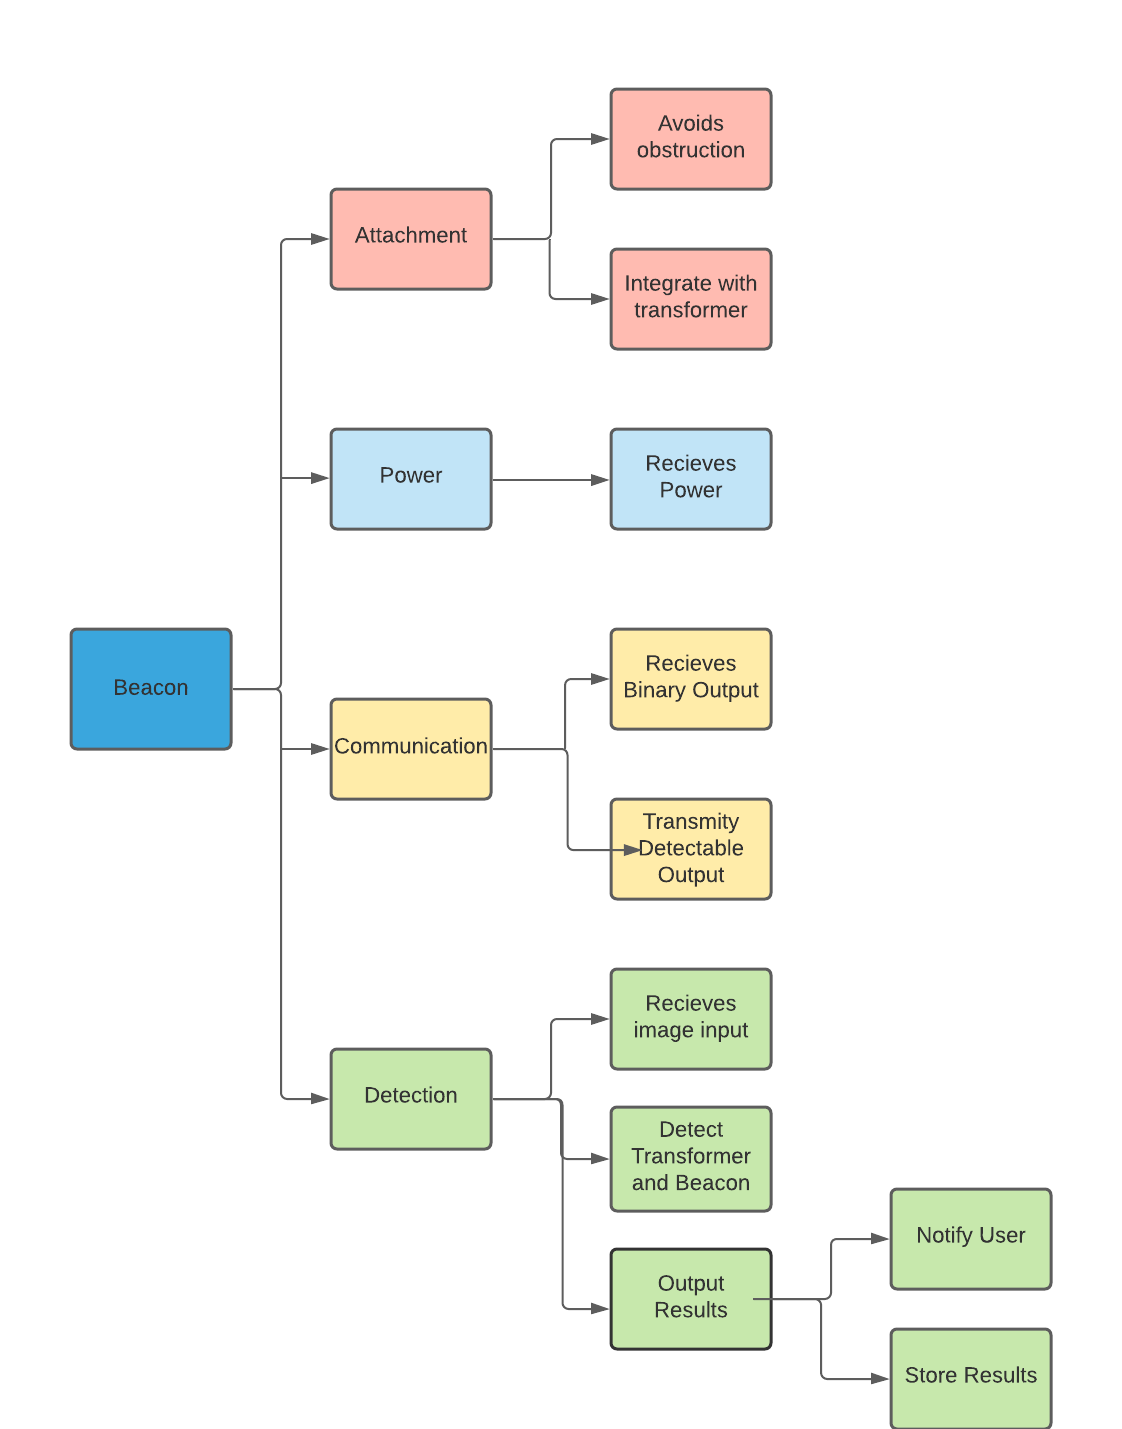 Avoids
obstruction
Attachment
Integrate with
transformer
Power
Recieves
Power
Beacon
Communication
Recieves
Binary Output
Transmity
Detectable
Output
Recieves
image input
Detection
Detect
Transformer
and Beacon
Output
Results
Notify User
Store Results